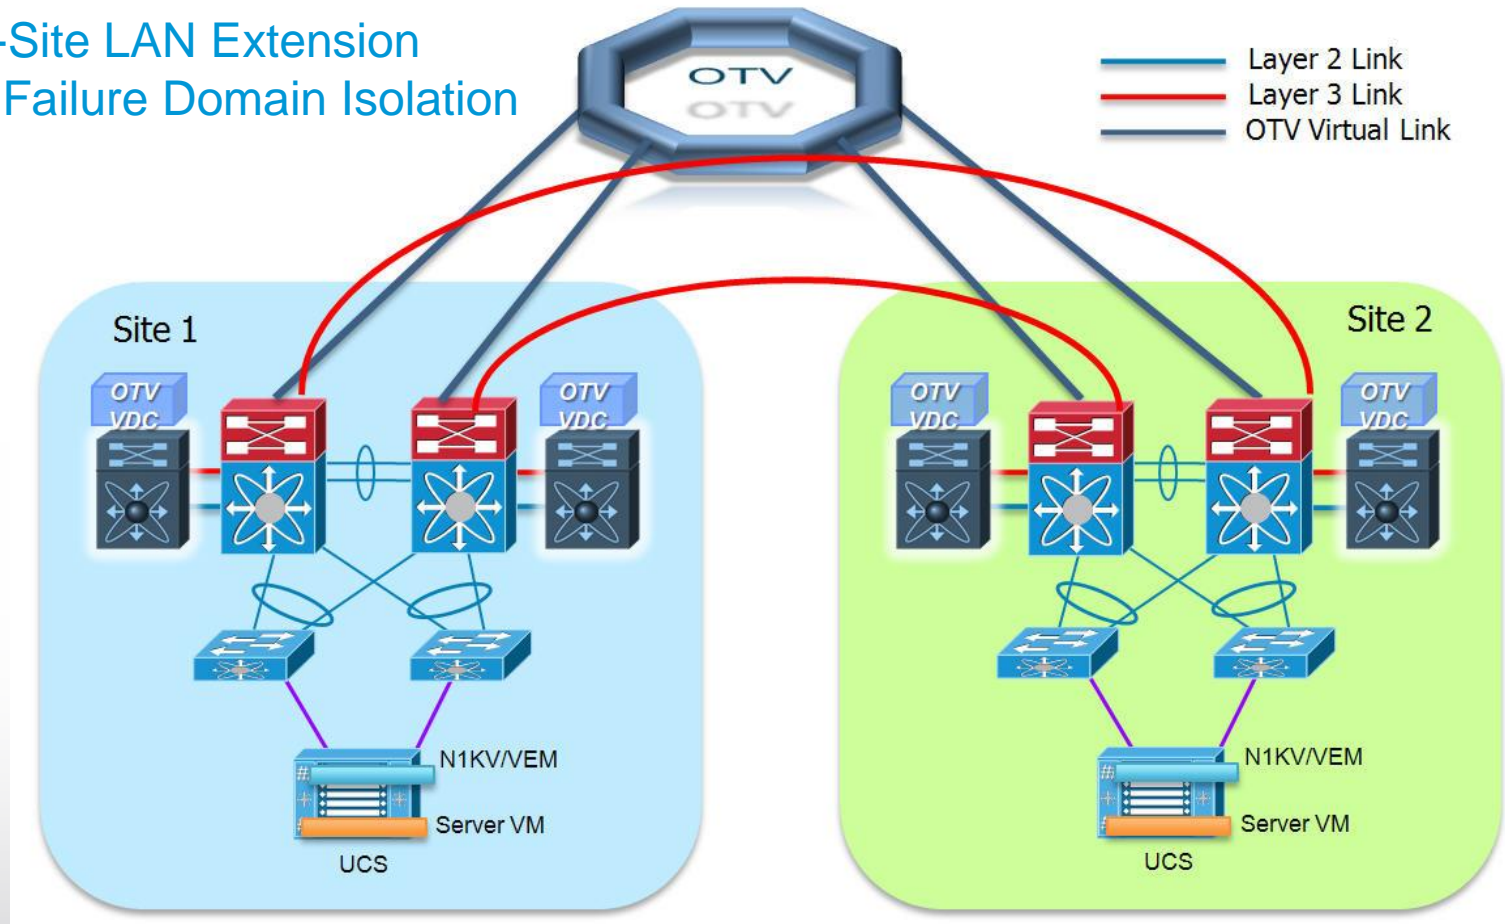 -Site LAN Extension
Failure Domain Isolation
OTV
OTV
Layer 2 Link
Layer 3 Link
OTV Virtual Link
Site 1
Site 2
OTV
VDC
OTV
VDC
OTV
VDC
OTV
VDC
N1KV/VEM
Server VM
UCS
N1KV/VEM
Server VM
UCS